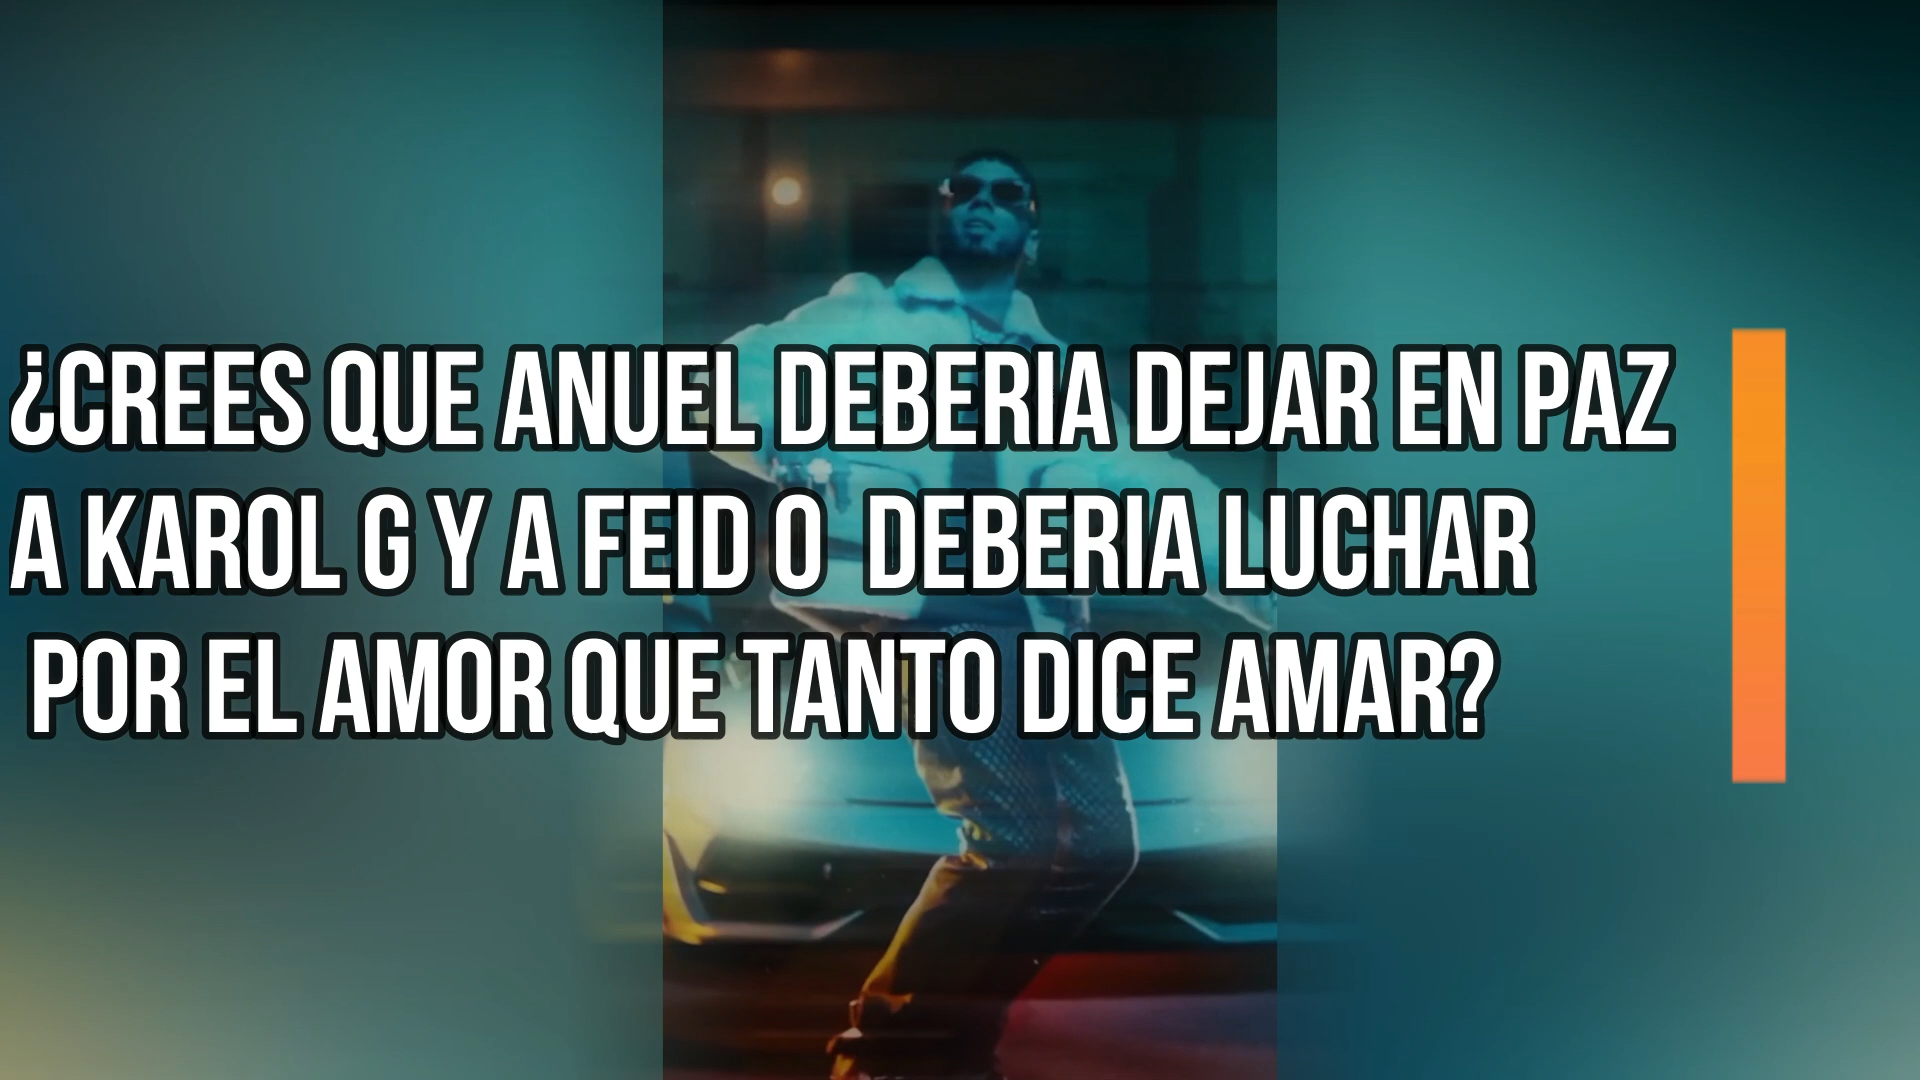 ¿CREES QUE ANUEL DEBERIA DEJAR EN PAZ
A KAROL G Y A FEID O DEBERIA LUCHAR
POR EL AMOR QUE TANTO DICE AMAR?